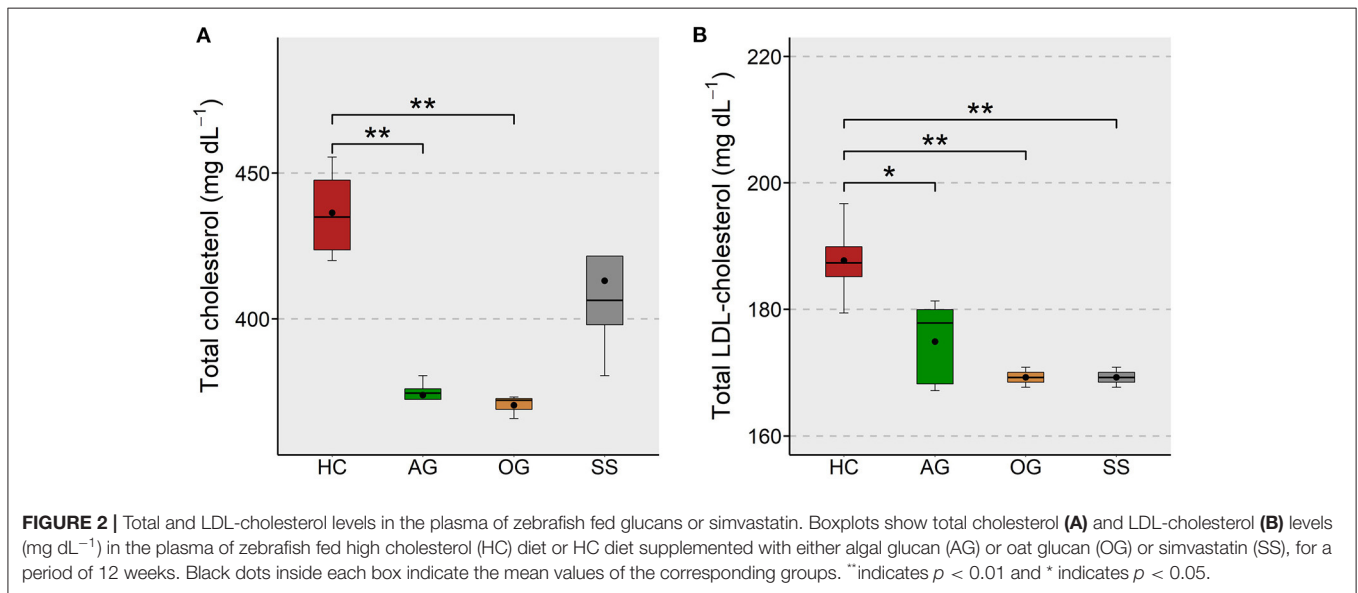 A
B
Total cholesterol (mg dL−1)
450
400
**
**
HC AG OG SS
Total LDL-cholesterol (mg dL−1)
220
200
180
160
**
**
*
HC AG OG SS
FIGURE 2 | Total and LDL-cholesterol levels in the plasma of zebrafish fed glucans or simvastatin. Boxplots show total cholesterol (A) and LDL-cholesterol (B) levels
(mg dL−1) in the plasma of zebrafish fed high cholesterol (HC) diet or HC diet supplemented with either algal glucan (AG) or oat glucan (OG) or simvastatin (SS), for a
period of 12 weeks. Black dots inside each box indicate the mean values of the corresponding groups. **indicates p < 0.01 and * indicates p < 0.05.